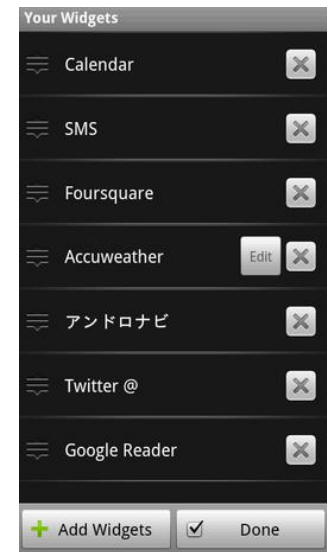 Your Widgets
Calendar
SMS
Foursquare
Accuweather Edit
アンドロナビ
Twitter @
Google Reader
Add Widgets Done